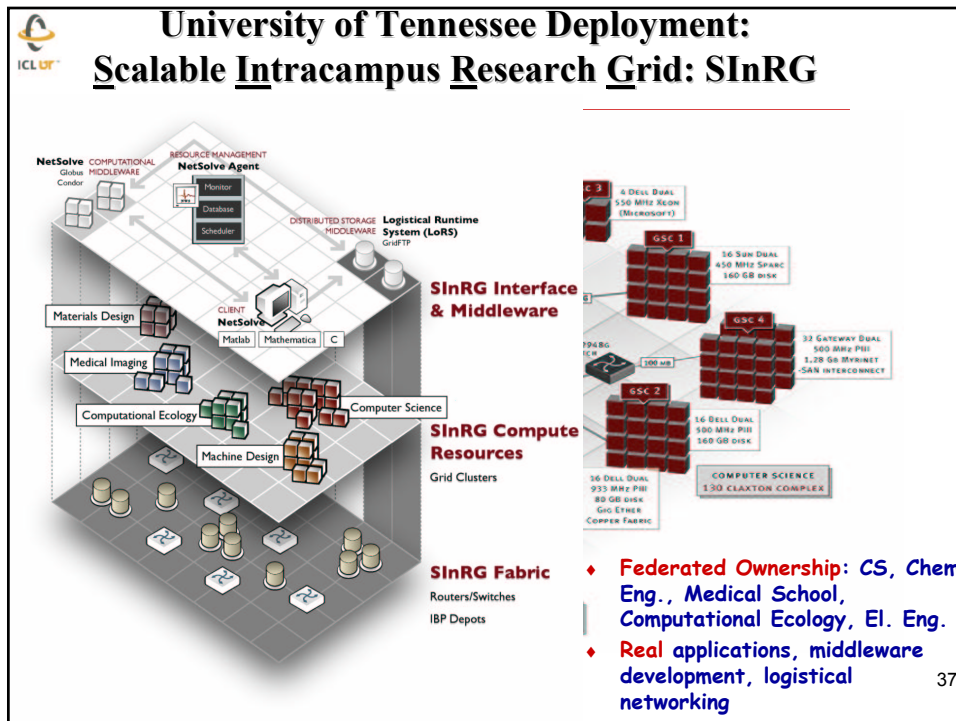 University of Tennessee Deployment:
Scalable Intracampus Research Grid: SInRG
ICL UT
NetSolve
Globus
Condor
COMPUTATIONAL
MIDDLEWARE
RESOURCE MANAGEMENT
NetSolve Agent
Monitor
Database
Scheduler
DISTRIBUTED STORAGE
MIDDLEWARE
Logistical Runtime
System (LoRS)
GridFTP
CLIENT
NetSolve
Matlab
Mathematica
C
SInRG Interface
& Middleware
Materials Design
Medical Imaging
Computational Ecology
Computer Science
Machine Design
SInRG Compute
Resources
Grid Clusters
SInRG Fabric
Routers/Switches
IBP Depots
SC 3
4 DELL DUAL
550 MHZ XEON
(MICROSOFT)
GSC 1
16 SUN DUAL
450 MHZ SPARC
160 GB DISK
GSC 4
33 GATEWAY DUAL
500 MHZ PIII
1.28 GB MYRINET
-SAN INTERCONNECT
100 MB
GSC 2
16 DELL DUAL
500 MHZ PIII
160 GB DISK
16 DELL DUAL
933 MHZ PIII
80 GB DISK
GIG ETHER
COPPER FABRIC
COMPUTER SCIENCE
130 CLAXTON COMPLEX
♦ Federated Ownership: CS, Chem
Eng., Medical School,
Computational Ecology, El. Eng.
♦ Real applications, middleware
development, logistical
networking
37